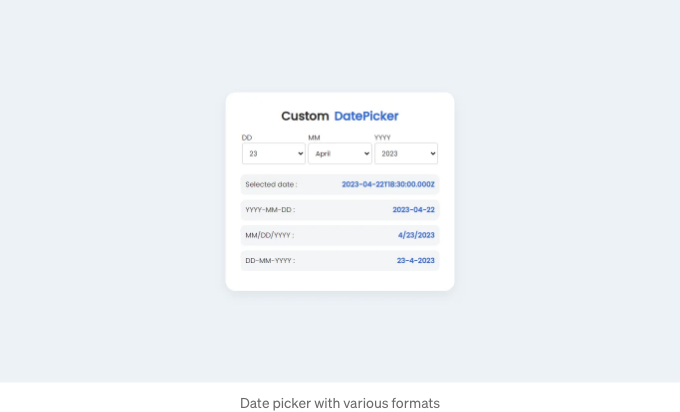 Custom DatePicker
DD MM YYYY
23 April 2023
Selected date : 2023-04-22T18:30:00.000Z
YYYY-MM-DD : 2023-04-22
MM/DD/YYYY : 4/23/2023
DD-MM-YYYY : 23-4-2023
Date picker with various formats